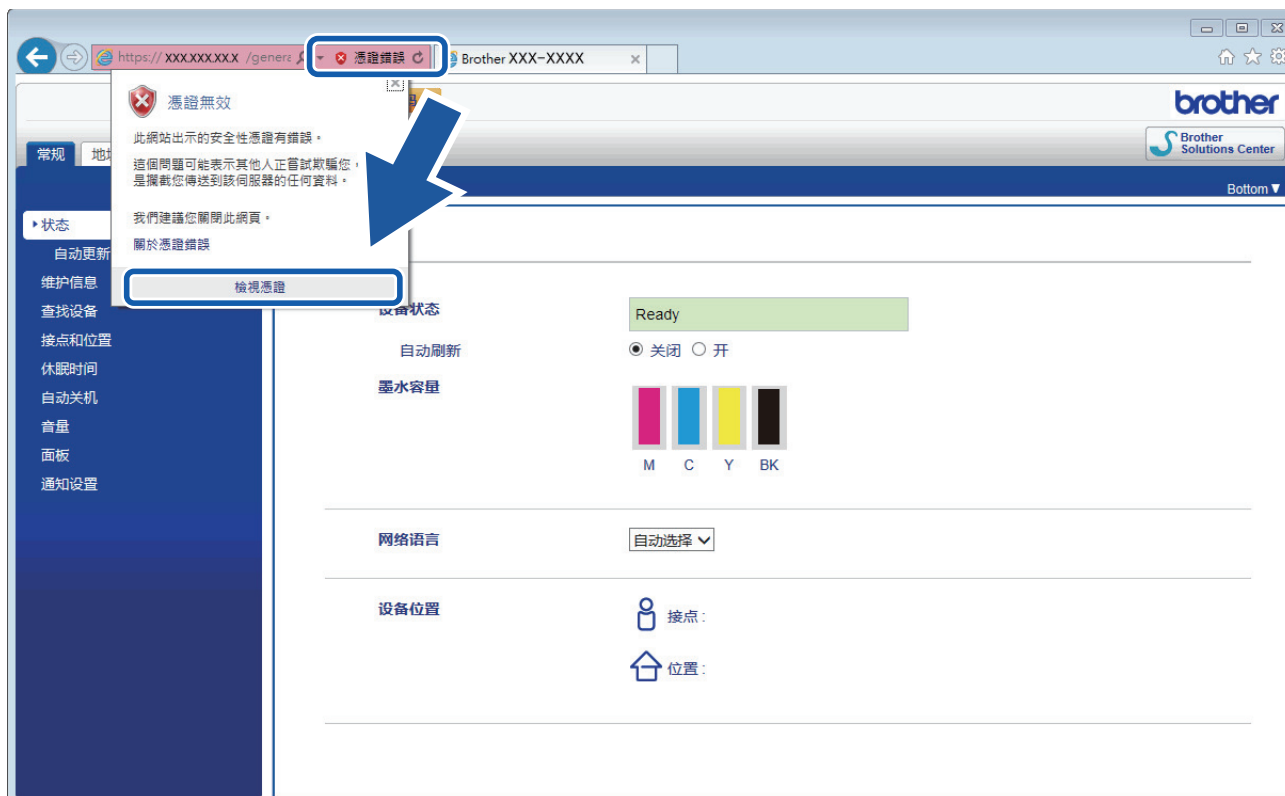 https:// XXX.XXX.XX.X /genera
憑證錯誤
Brother XXX-XXXX
憑證無效
此網站出示的安全性憑證有錯誤。
這個問題可能表示其他人正嘗試欺騙您,
是攔截您傳送到該伺服器的任何資料。
我們建議您關閉此網頁。
關於憑證錯誤
檢視憑證
brother
Brother
Solutions Center
常规
Bottom▼
状态
自动更新
维护信息
查找设备
接点和位置
休眠时间
自动关机
音量
面板
通知设置
设备状态
Ready
自动刷新
关闭 开
墨水容量
M C Y BK
网络语言
自动选择
设备位置
接点:
位置: